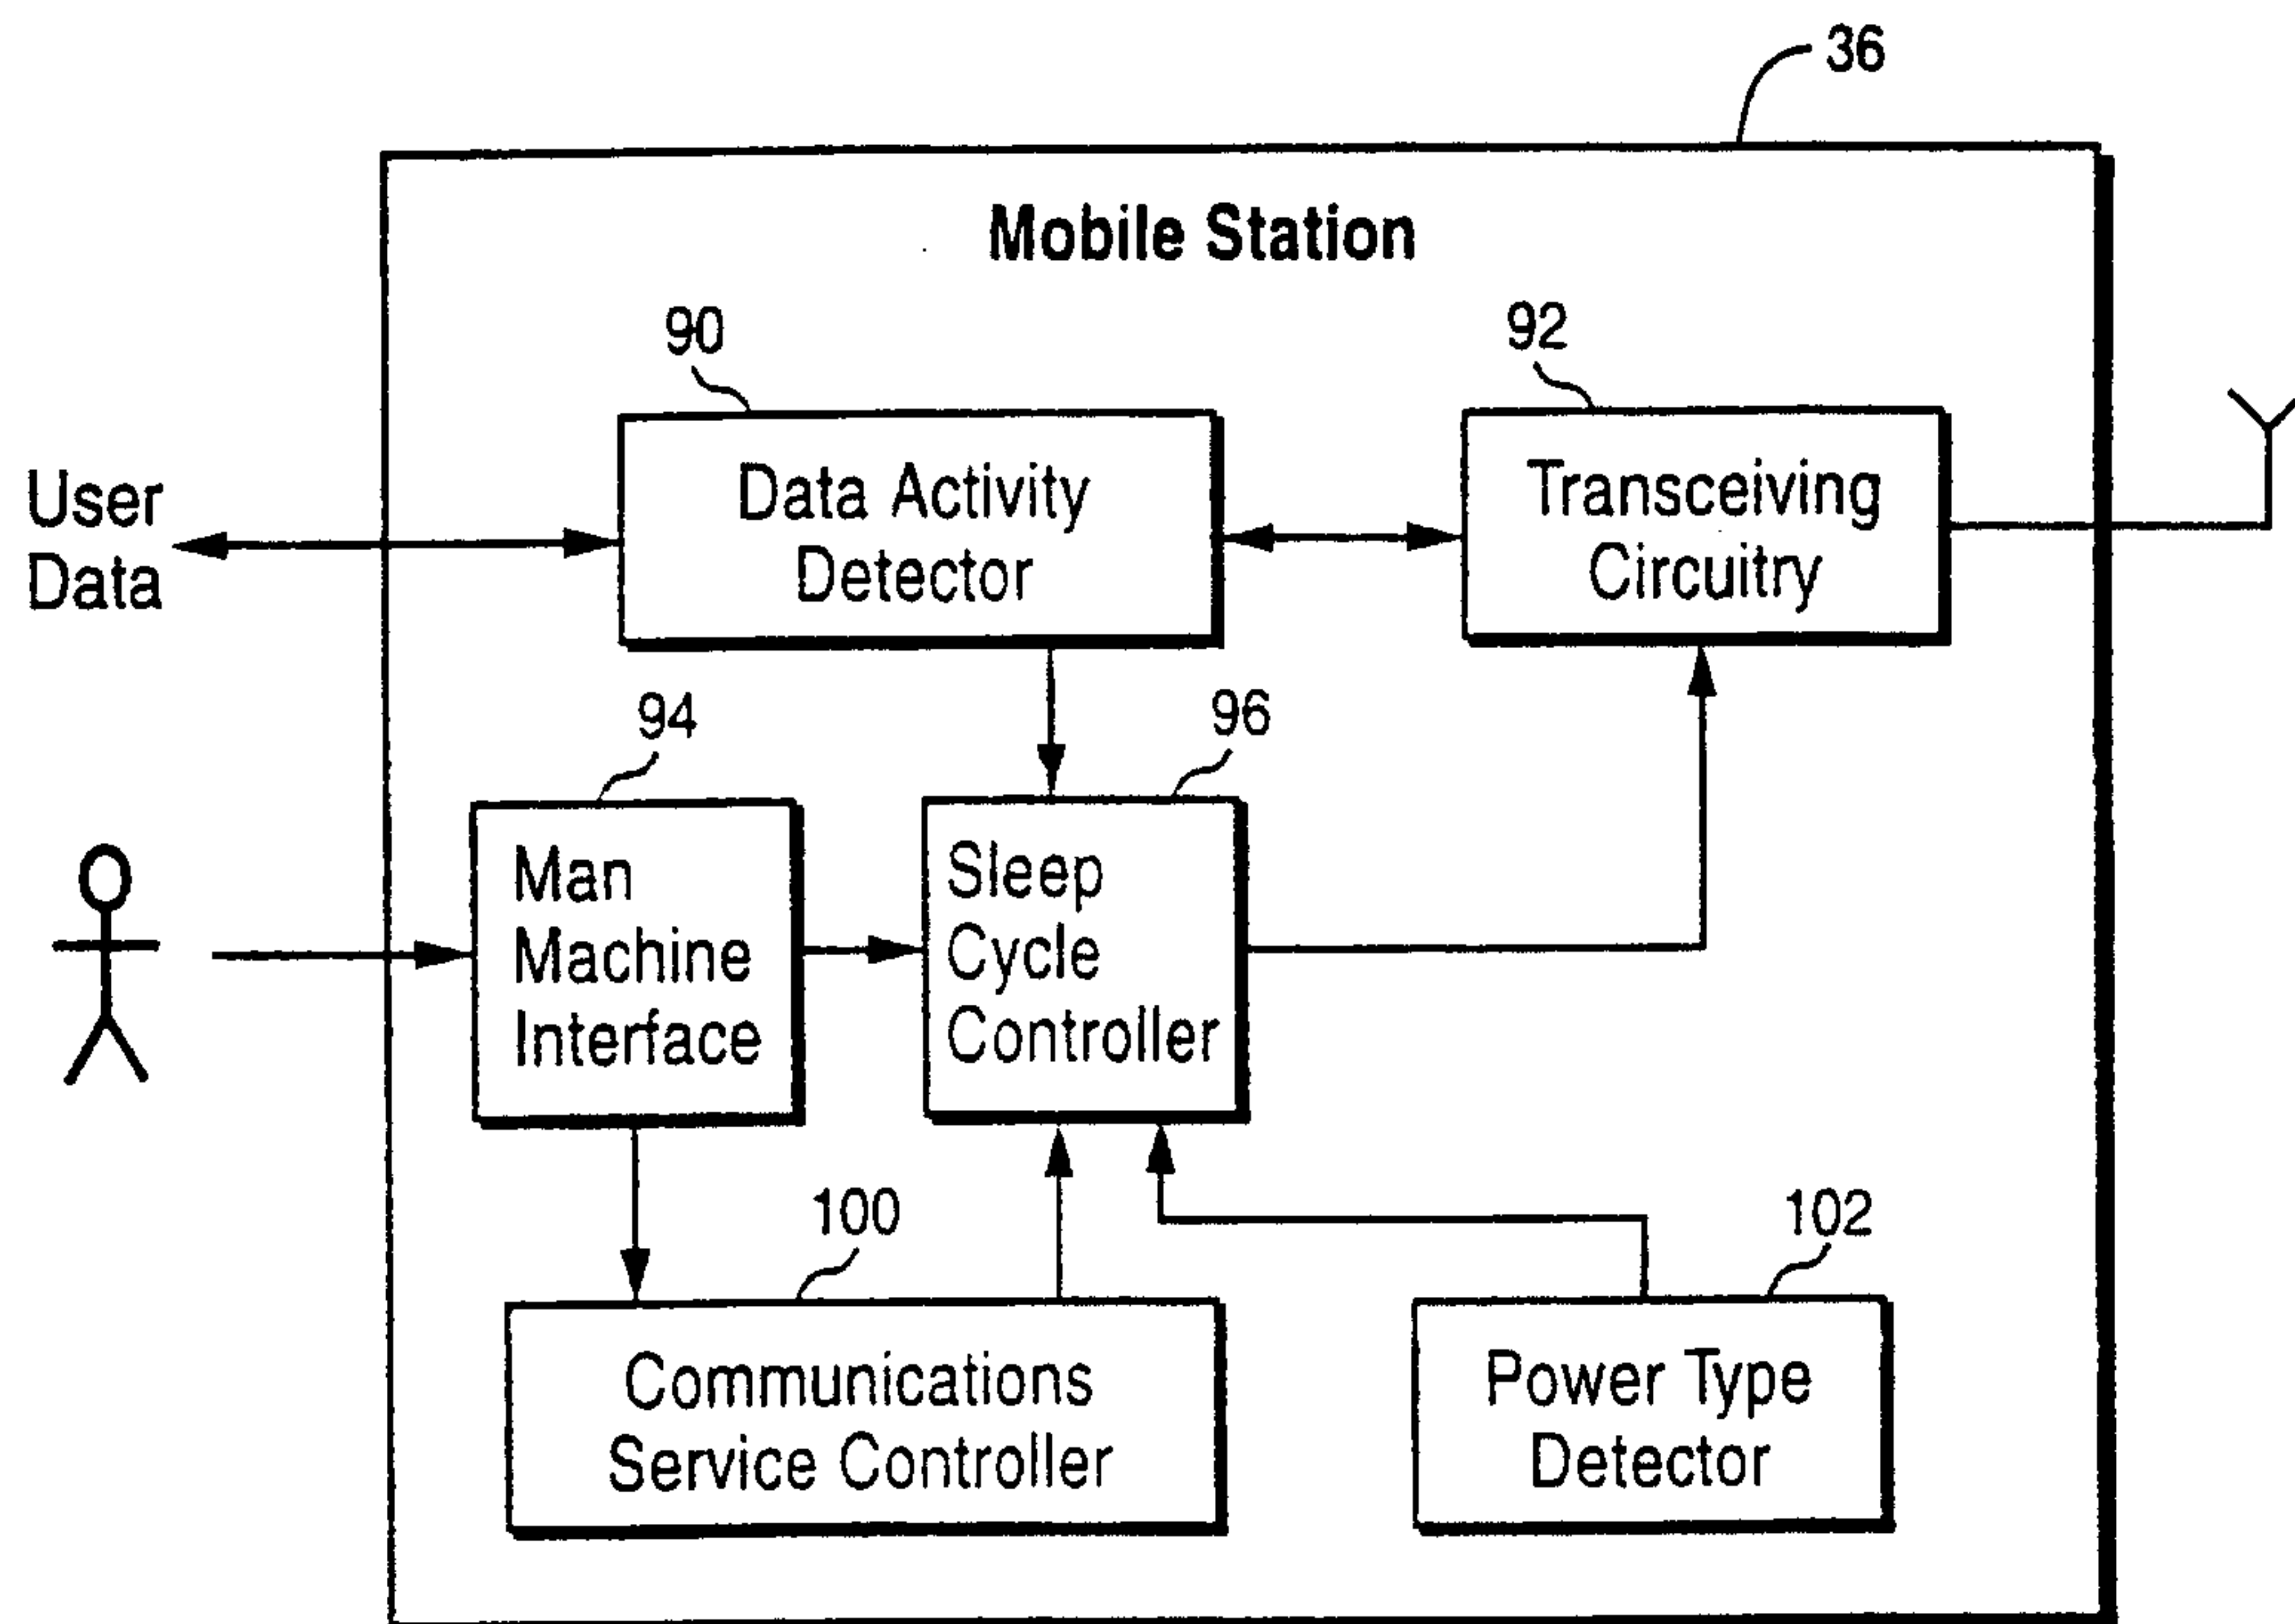 36
Mobile Station
90
92
User
Data
Data Activity
Detector
Transceiving
Circuitry
94
96
Man
Machine
Interface
Sleep
Cycle
Controller
100
102
Communications
Service Controller
Power Type
Detector